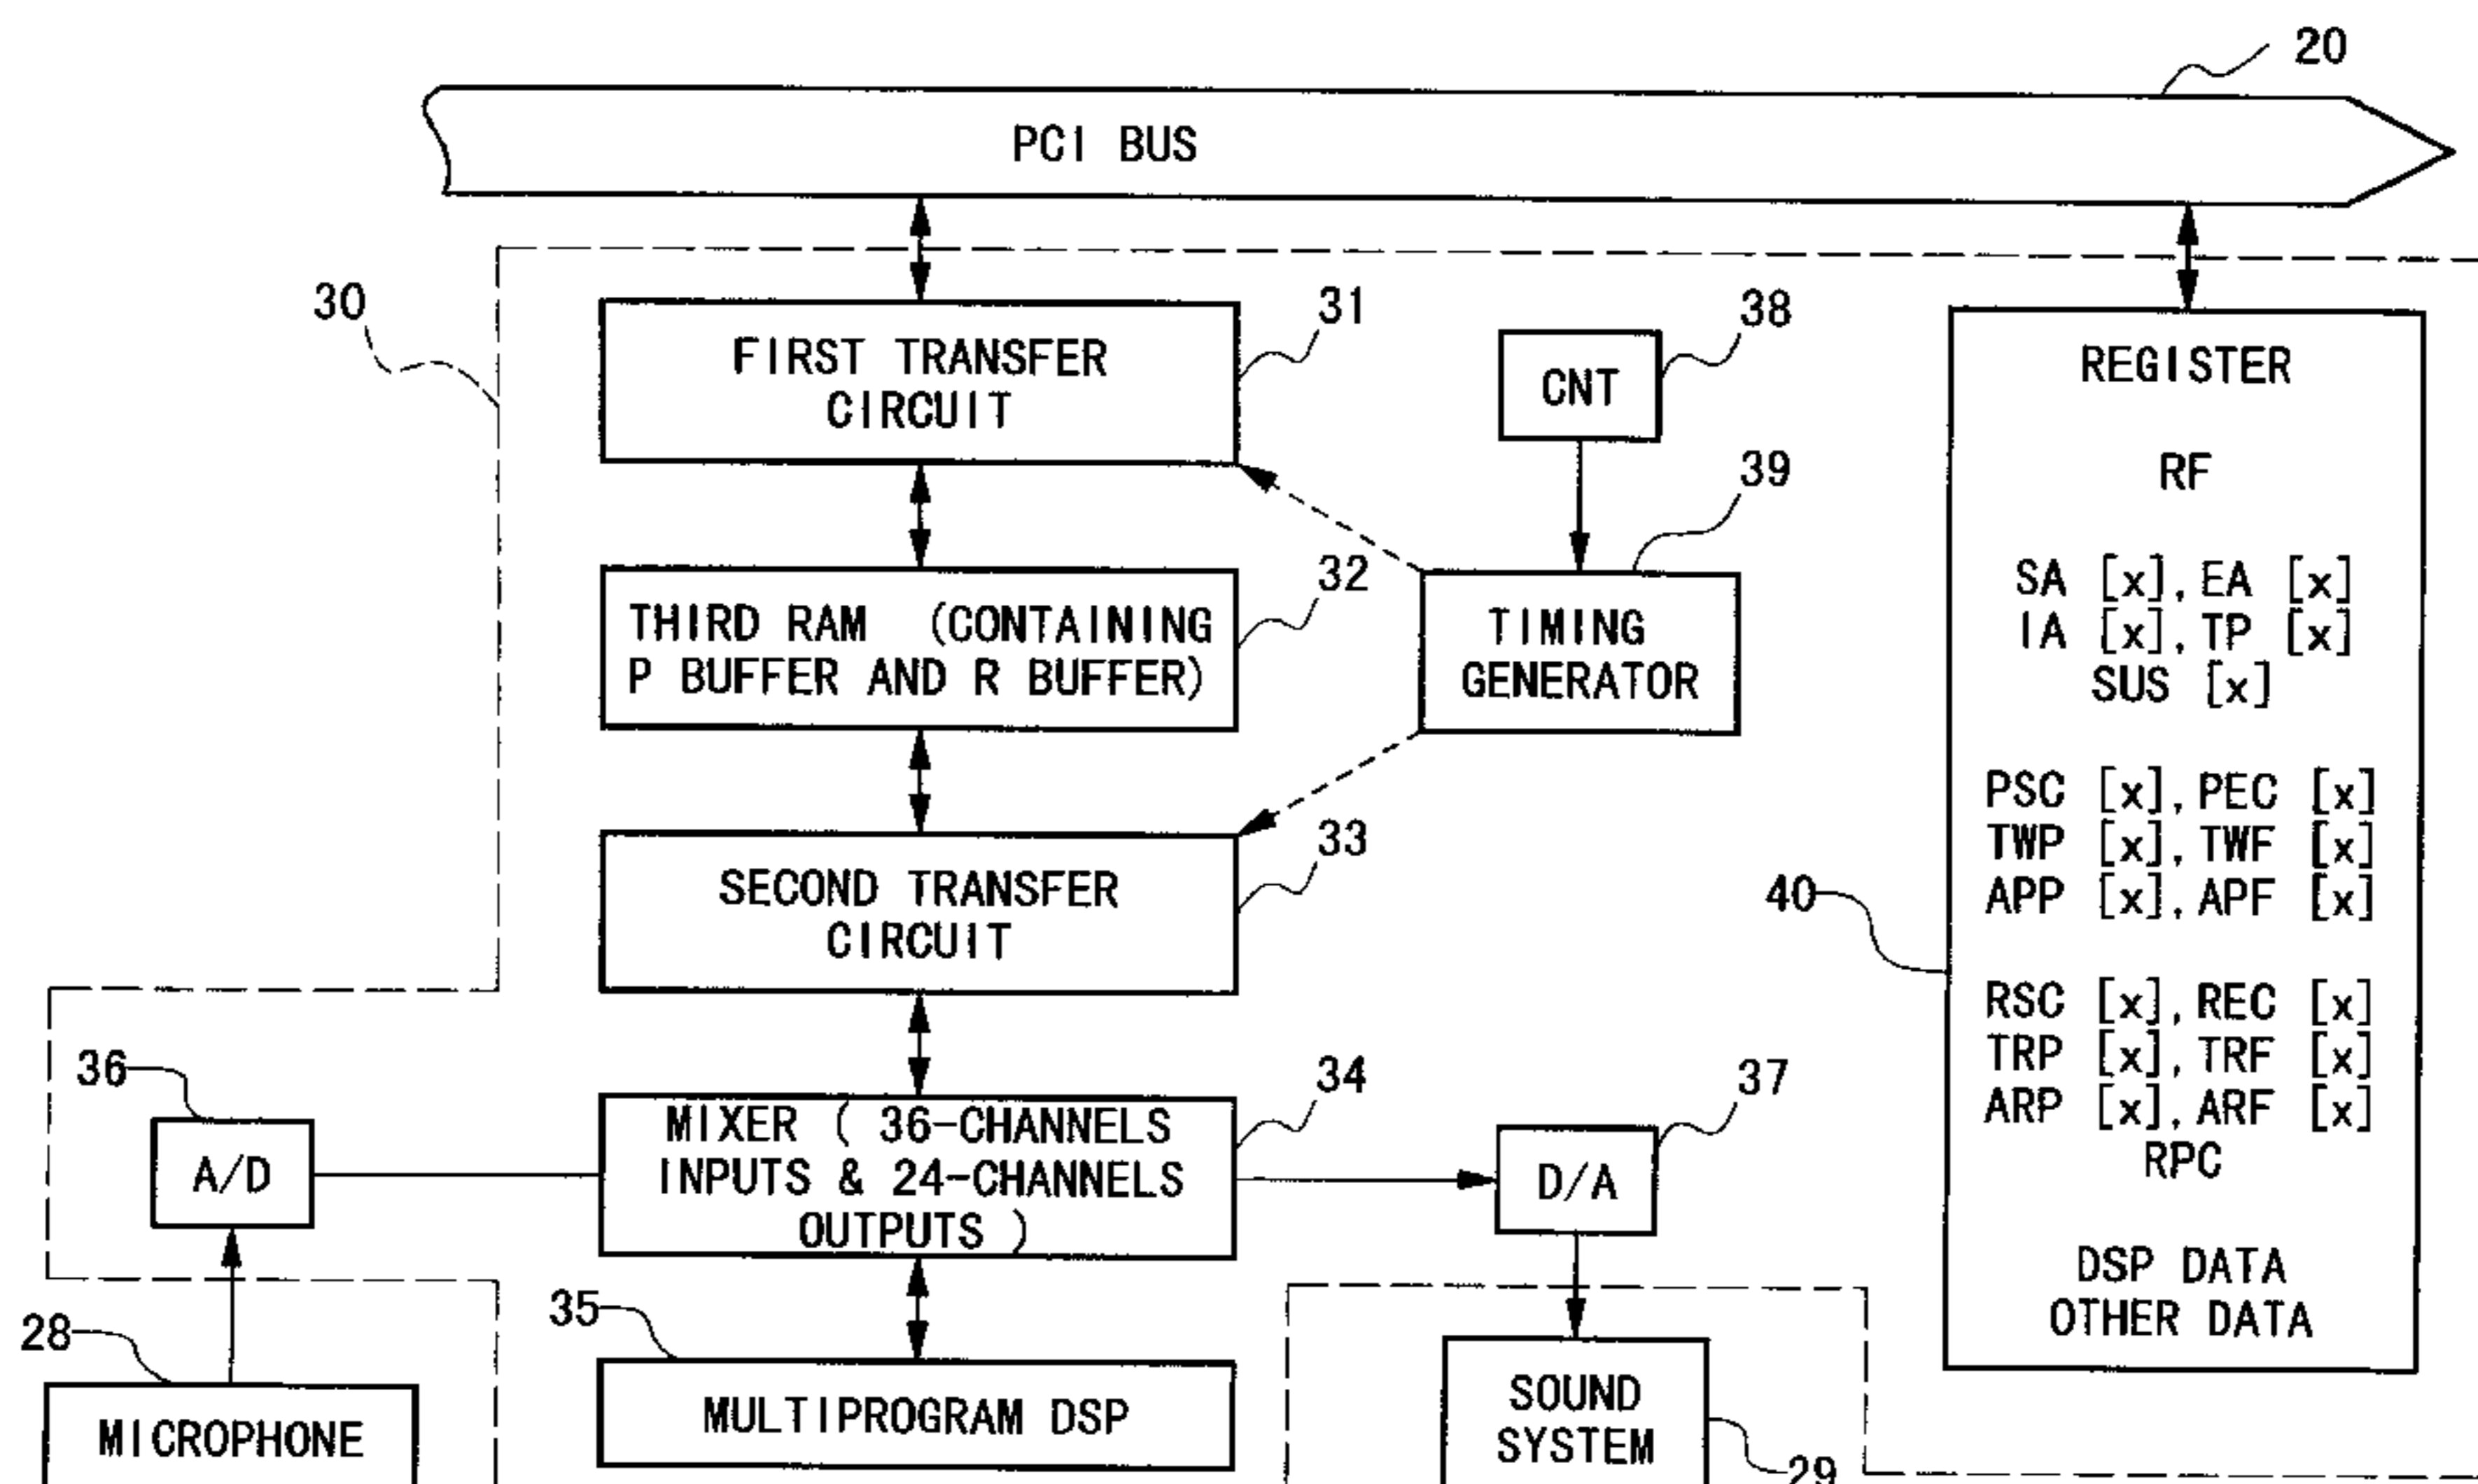 20
PCI BUS
30
31
FIRST TRANSFER
CIRCUIT
38
CNT
39
32
THIRD RAM (CONTAINING
P BUFFER AND R BUFFER)
TIMING
GENERATOR
33
SECOND TRANSFER
CIRCUIT
36
A/D
34
MIXER ( 36-CHANNELS
INPUTS & 24-CHANNELS
OUTPUTS )
37
D/A
35
MULTIPROGRAM DSP
28
MICROPHONE
SOUND
SYSTEM
29
40
REGISTER
RF
SA [x], EA [x]
IA [x], TP [x]
SUS [x]
PSC [x], PEC [x]
TWP [x], TWF [x]
APP [x], APF [x]
RSC [x], REC [x]
TRP [x], TRF [x]
ARP [x], ARF [x]
RPC
DSP DATA
OTHER DATA